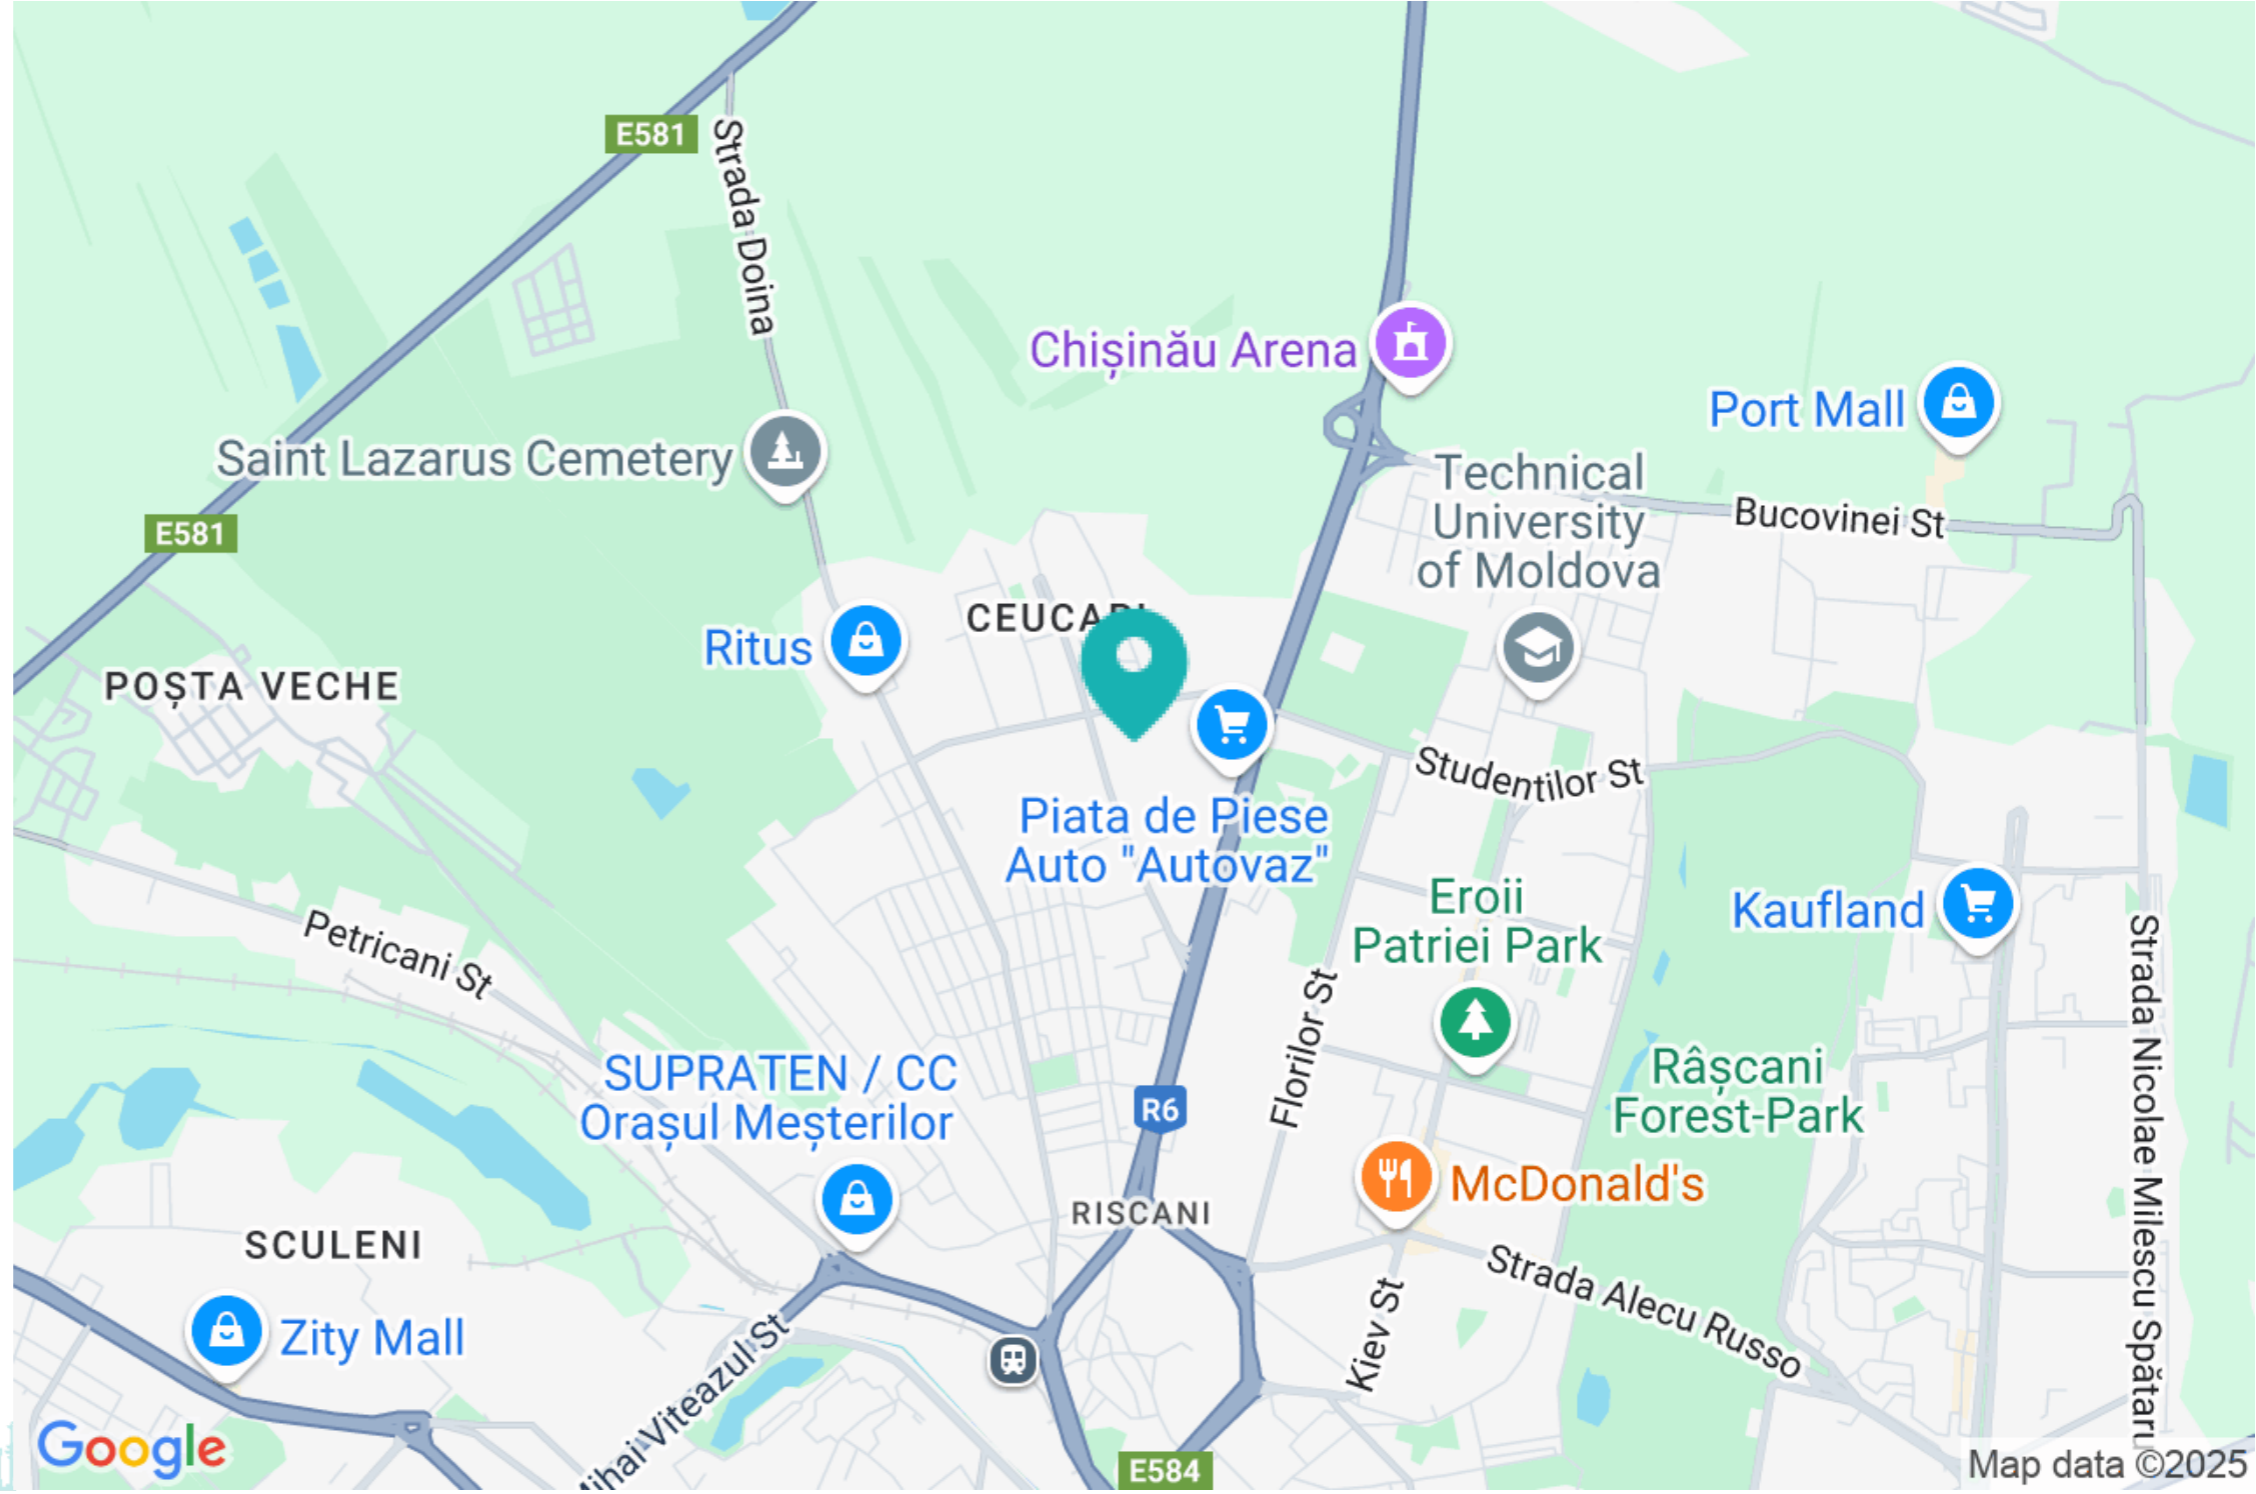 E581
Strada Doina
Chișinău Arena
Port Mall
Saint Lazarus Cemetery
Technical
University
of Moldova
Bucovinei St
E581
Ritus
POȘTA VECHE
Studentilor St
Piata de Piese
Auto "Autovaz"
Eroii
Patriei Park
Kaufland
Petricani St
Florilor St
Strada Nicolae Milescu Spătaru
SUPRATEN / CC
Orașul Meșterilor
Râșcani
Forest-Park
R6
McDonald's
RISCANI
SCULENI
Strada Alecu Russo
Zity Mall
Kiev St
Mihai Viteazul St
Google
E584
Map data ©2025